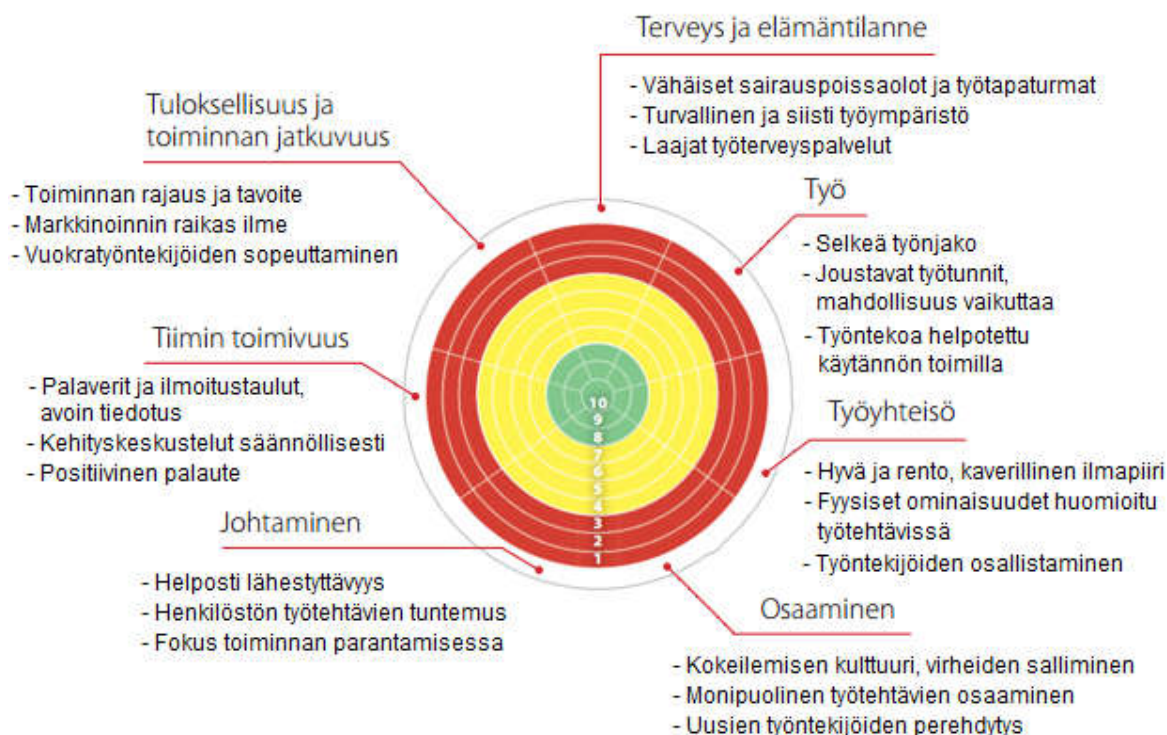 Terveys ja elämäntilanne
- Vähäiset sairauspoissaolot ja työtapaturmat
- Turvallinen ja siisti työympäristö
- Laajat työterveyspalvelut
Työ
- Selkeä työnjako
- Joustavat työtunnit,
mahdollisuus vaikuttaa
- Työntekoa helpotettu
käytännön toimilla
Työyhteisö
- Hyvä ja rento, kaverillinen ilmapiiri
- Fyysiset ominaisuudet huomioitu
työtehtävissä
- Työntekijöiden osallistaminen
Osaaminen
- Kokeilemisen kulttuuri, virheiden salliminen
- Monipuolinen työtehtävien osaaminen
- Uusien työntekijöiden perehdytys
Johtaminen
- Helposti lähestyttävyys
- Henkilöstön työtehtävien tuntemus
- Fokus toiminnan parantamisessa
Tiimin toimivuus
- Palaverit ja ilmoitustaulut,
avoin tiedotus
- Kehityskeskustelut säännöllisesti
- Positiivinen palaute
Tuloksellisuus ja
toiminnan jatkuvuus
- Toiminnan rajaus ja tavoite
- Markkinoinnin raikas ilme
- Vuokratyöntekijöiden sopeuttaminen
10
9
8
7
6
5
4
3
2
1